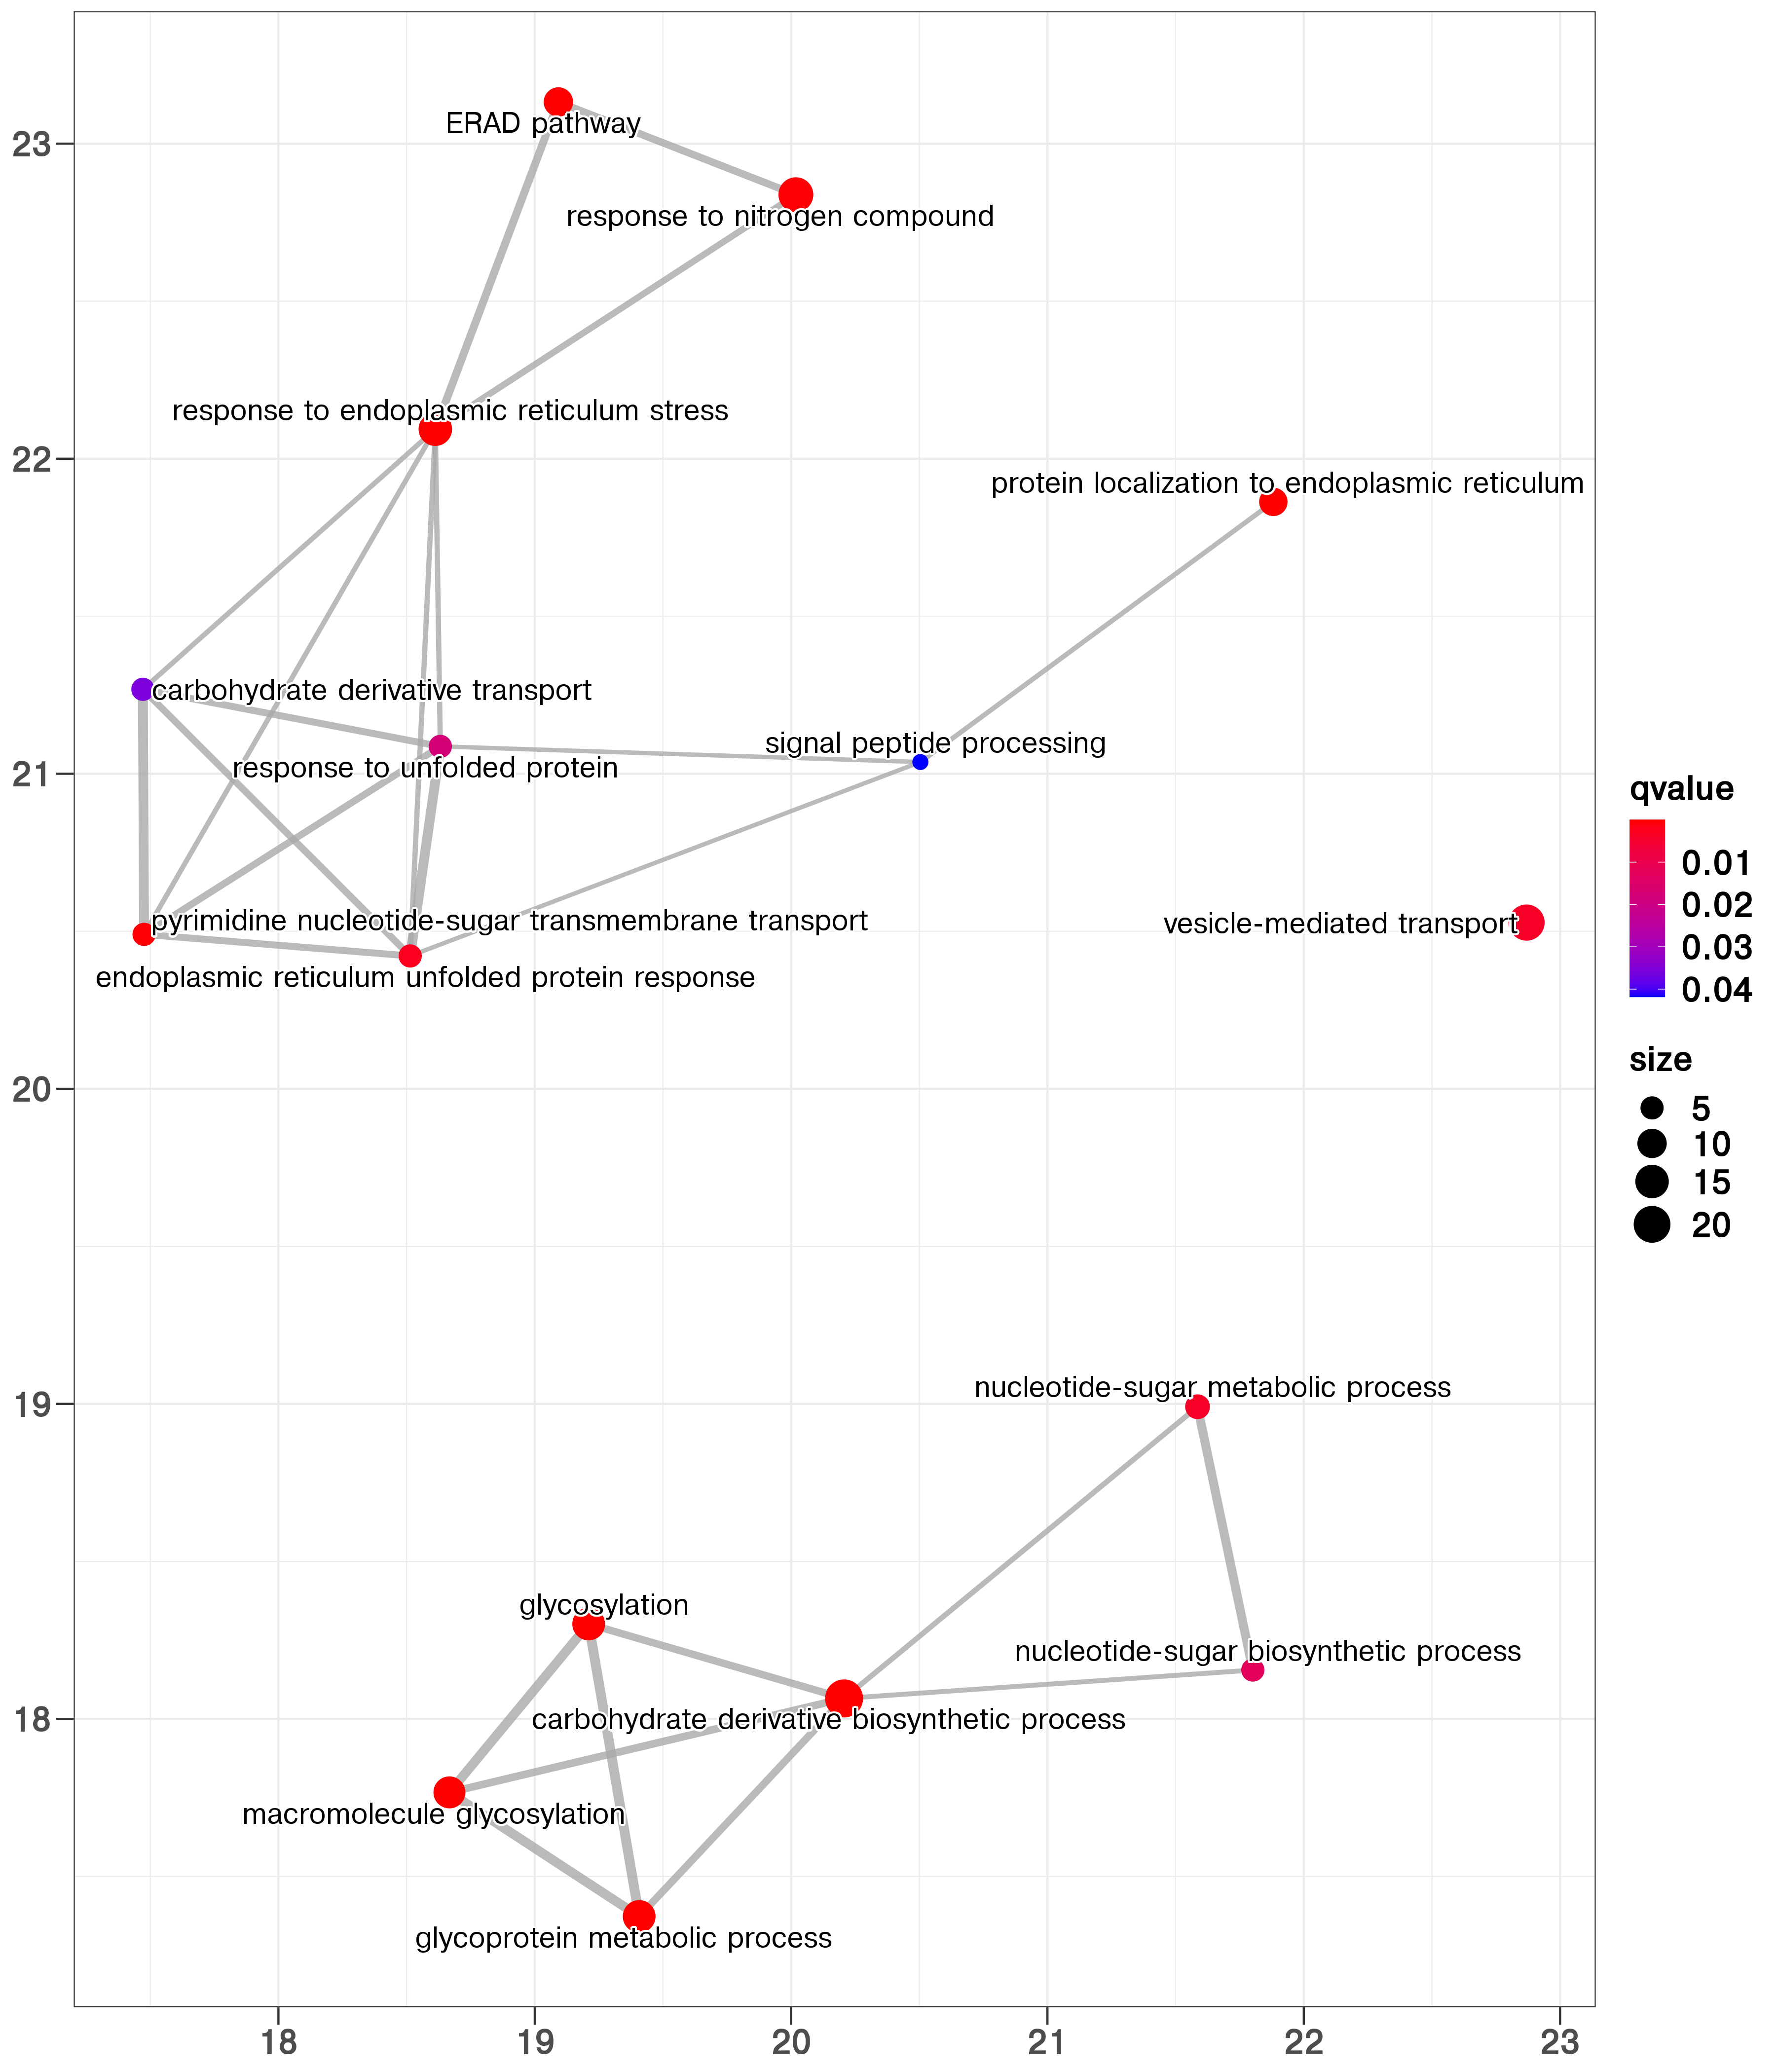 ERAD pathway
23
response to nitrogen compound
response to endoplasmic reticulum stress
22
protein localization to endoplasmic reticulum
carbohydrate derivative transport
signal peptide processing
response to unfolded protein
21
pyrimidine nucleotide-sugar transmembrane transport
vesicle-mediated transport
endoplasmic reticulum unfolded protein response
20
nucleotide-sugar metabolic process
19
glycosylation
nucleotide-sugar biosynthetic process
carbohydrate derivative biosynthetic process
18
macromolecule glycosylation
glycoprotein metabolic process
18 19 20 21 22 23
qvalue
0.01
0.02
0.03
0.04
size
5
10
15
20